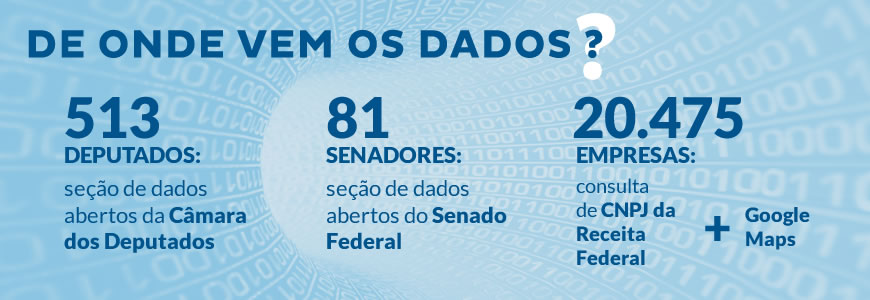 DE ONDE VEM OS DADOS ?
513
DEPUTADOS:
seção de dados
abertos da Câmara
dos Deputados
81
SENADORES:
seção de dados
abertos do Senado
Federal
20.475
EMPRESAS:
consulta
de CNPJ da
Receita
Federal
+
Google
Maps